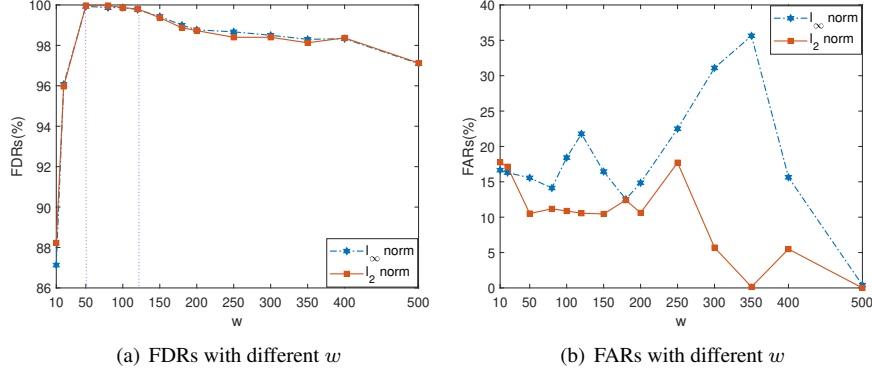 100
98
96
94
92
90
88
86
FDRs(%)
10 50 100 150 200 250 300 350 400 500
w
l∞ norm
l2 norm
(a) FDRs with different w
40
35
30
25
20
15
10
5
0
FARs(%)
10 50 100 150 200 250 300 350 400 500
w
l∞ norm
l2 norm
(b) FARs with different w